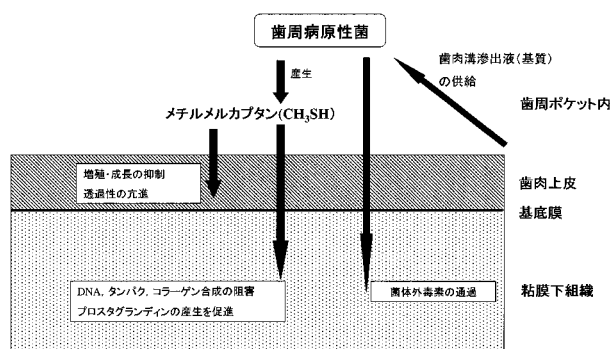 歯周病原性菌
産生
歯肉溝滲出液(基質)
の供給
歯周ポケット内
メチルメルカプタン(CH₃SH)
増殖・成長の抑制
透過性の亢進
歯肉上皮
基底膜
DNA, タンパク, コラーゲン合成の阻害
プロスタグランディンの産生を促進
菌体外毒素の通過
粘膜下組織